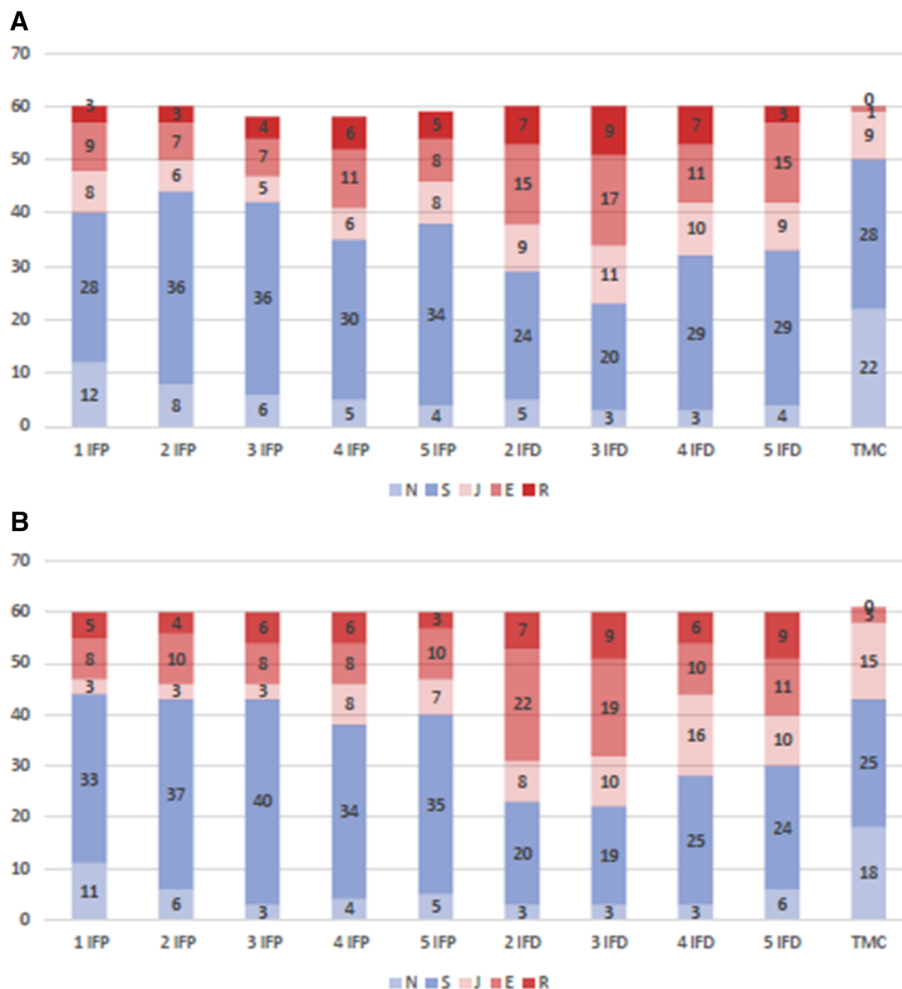 A
70
60
50
40
30
20
10
0
3 3 4 6 5 7 9 7 3 0
9 7 7 11 8 15 17 11 15 1
8 6 5 6 8 9 11 10 9 9
28 36 36 30 34 24 20 29 29 28
12 8 6 5 4 5 3 3 4 22
1 IFP 2 IFP 3 IFP 4 IFP 5 IFP 2 IFD 3 IFD 4 IFD 5 IFD TMC
N S J E R
B
70
60
50
40
30
20
10
0
5 4 6 6 3 7 9 6 9 0
8 10 8 8 10 22 19 10 11 3
3 3 3 8 7 8 10 16 10 15
33 37 40 34 35 20 19 25 24 25
11 6 3 4 5 3 3 3 6 18
1 IFP 2 IFP 3 IFP 4 IFP 5 IFP 2 IFD 3 IFD 4 IFD 5 IFD TMC
N S J E R